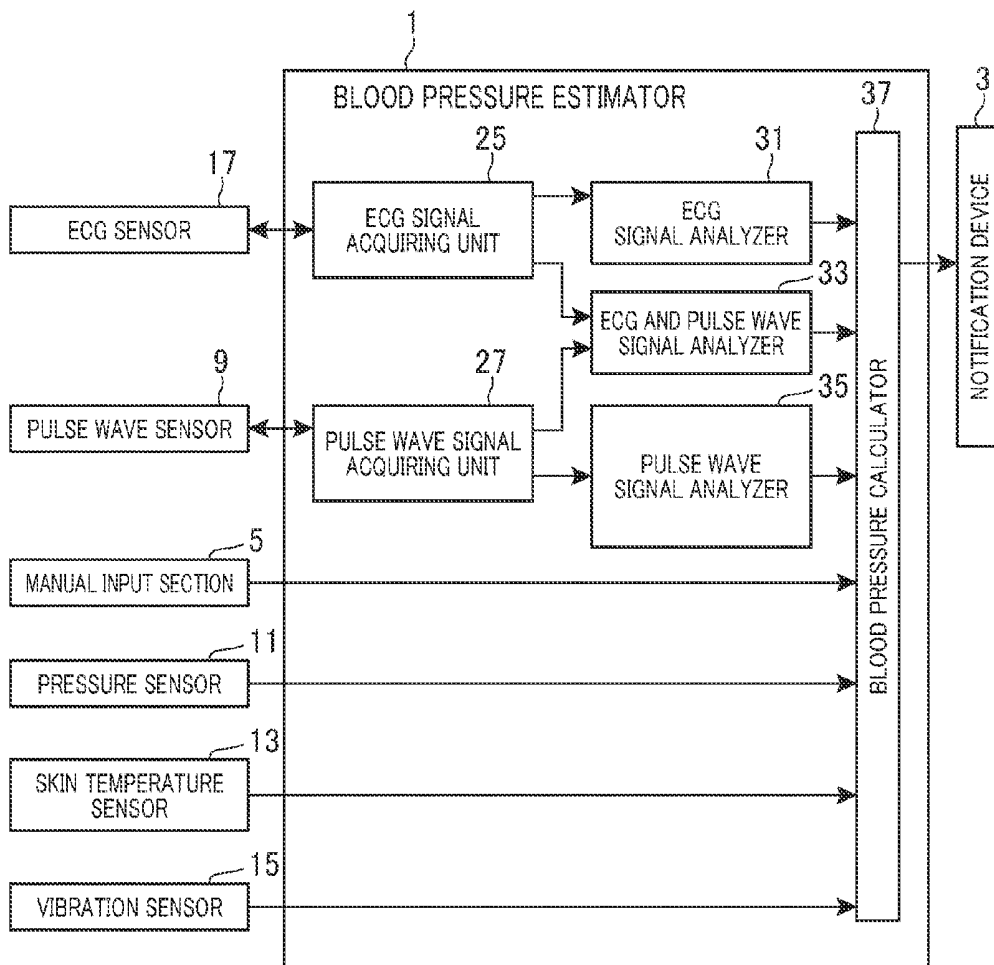 1
BLOOD PRESSURE ESTIMATOR
3
37
17
25
31
ECG SENSOR
ECG SIGNAL
ACQUIRING UNIT
ECG
SIGNAL ANALYZER
33
ECG AND PULSE WAVE
SIGNAL ANALYZER
9
27
35
PULSE WAVE SENSOR
PULSE WAVE SIGNAL
ACQUIRING UNIT
PULSE WAVE
SIGNAL ANALYZER
BLOOD PRESSURE CALCULATOR
NOTIFICATION DEVICE
5
MANUAL INPUT SECTION
11
PRESSURE SENSOR
13
SKIN TEMPERATURE
SENSOR
15
VIBRATION SENSOR